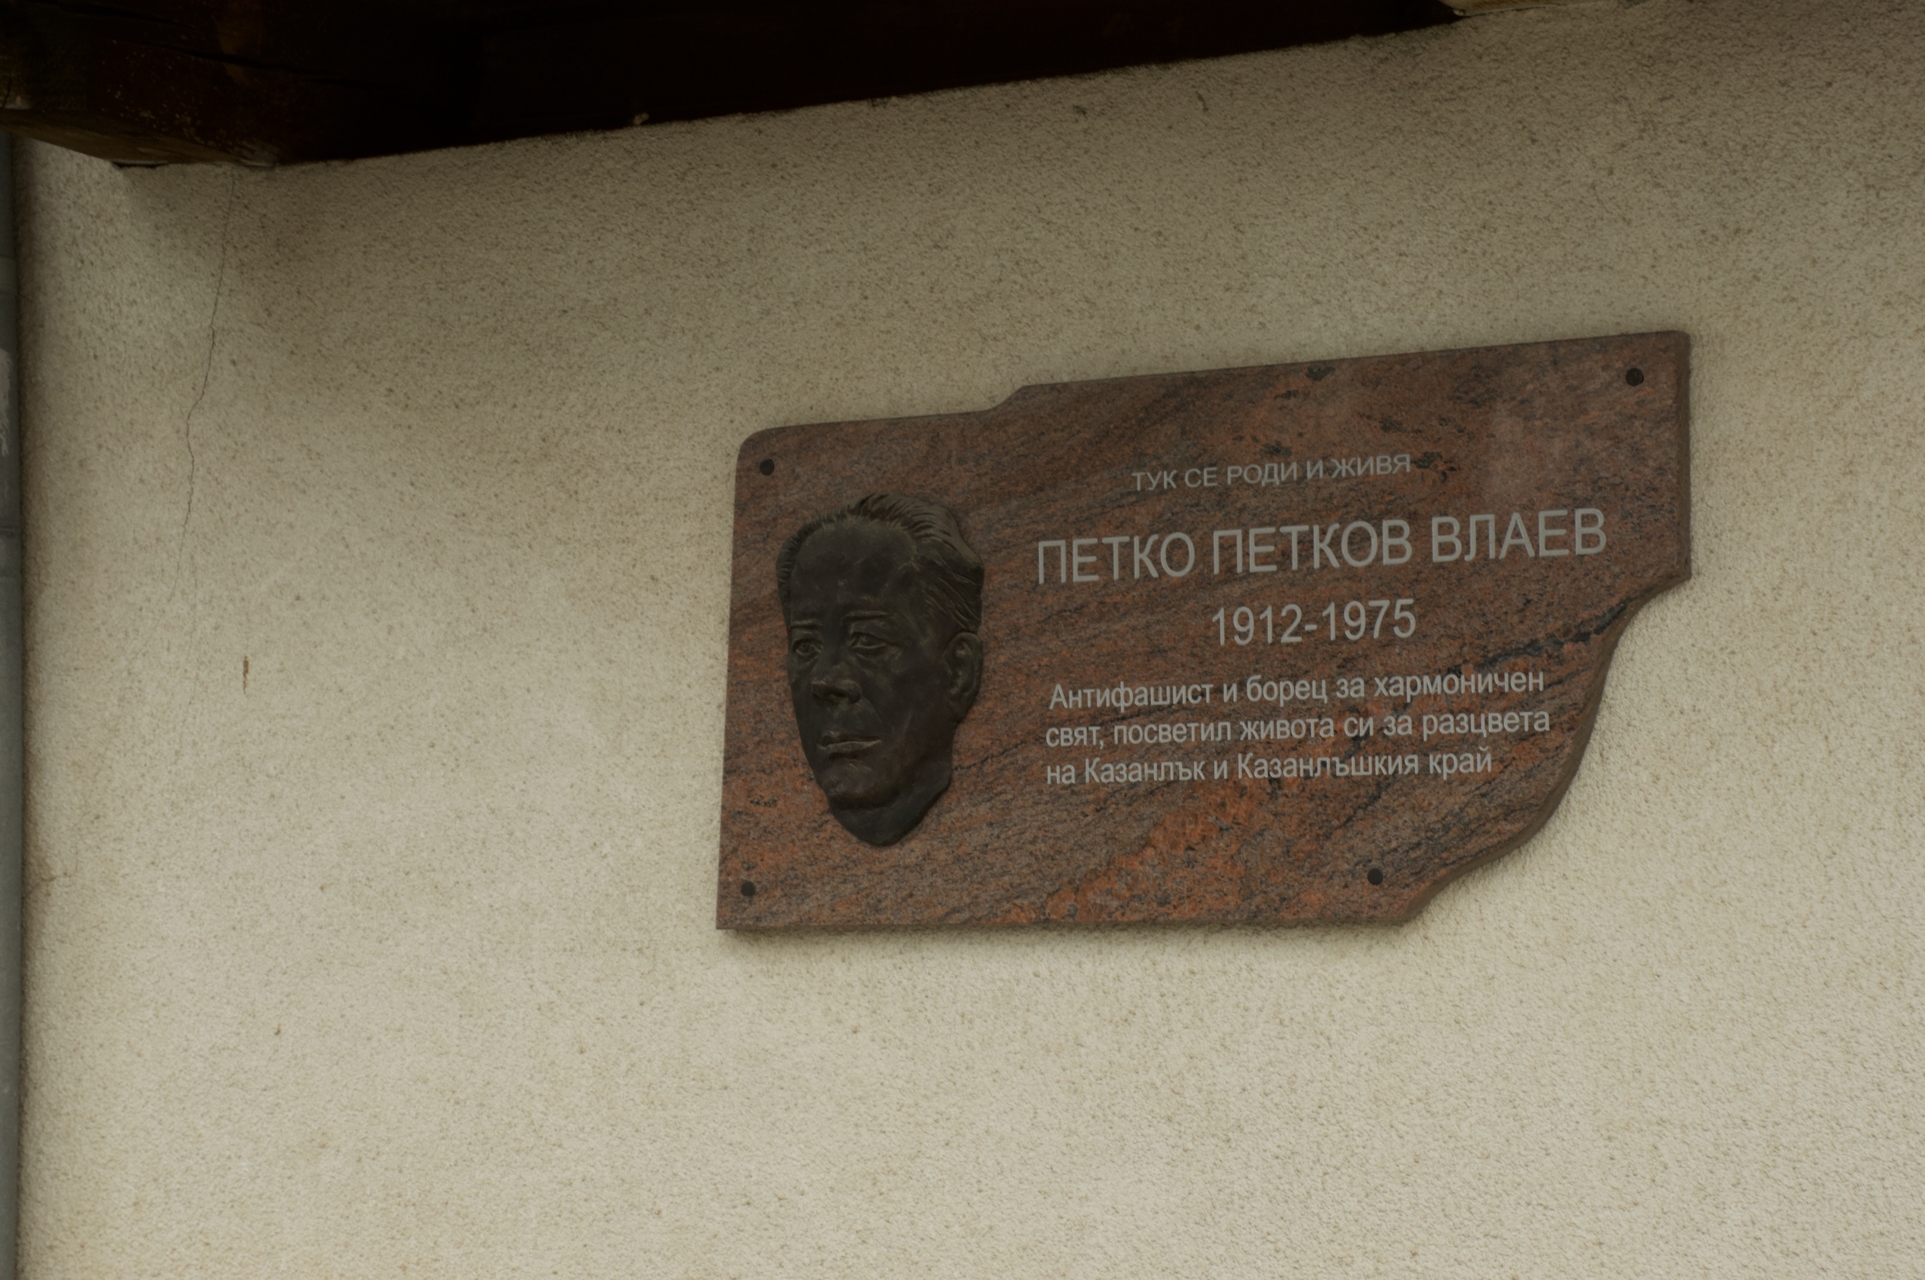 ТУК СЕ РОДИ И ЖИВЯ
ПЕТКО ПЕТКОВ ВЛАЕВ
1912-1975
Антифашист и борец за хармоничен
свят, посветил живота си за разцвета
на Казанлък и Казанлъшкия край